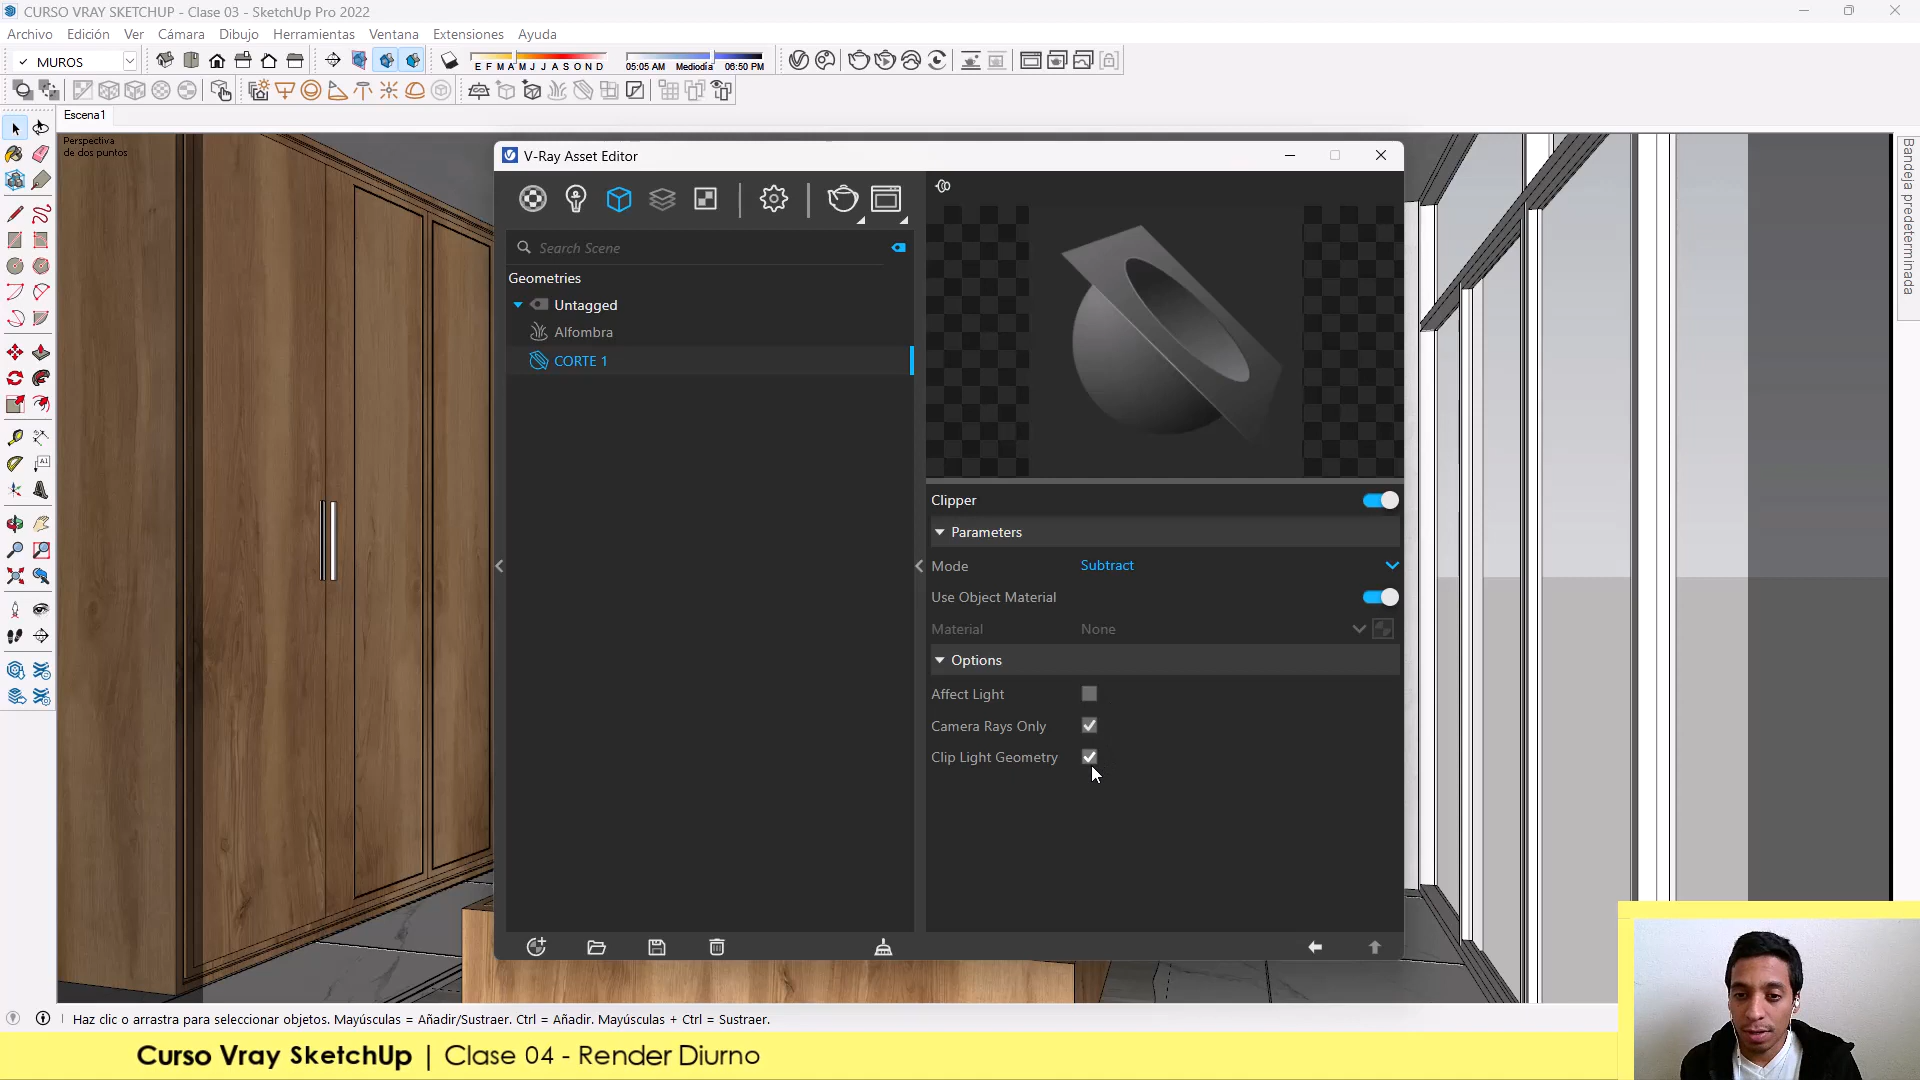 CURSO VRAY SKETCHUP - Clase 03 - SketchUp Pro 2022
Archivo Edición Ver Cámara Dibujo Herramientas Ventana Extensiones Ayuda
✓ MUROS
E F M A M J J A S O N D
05:05 AM Mediodía 06:50 PM
Escena1
Perspectiva
de dos puntos
Bandeja predeterminada
V-Ray Asset Editor
Search Scene
Geometries
Untagged
Alfombra
CORTE 1
Clipper
Parameters
Mode Subtract
Use Object Material
Material None
Options
Affect Light
Camera Rays Only
Clip Light Geometry
Haz clic o arrastra para seleccionar objetos. Mayúsculas = Añadir/Sustraer. Ctrl = Añadir. Mayúsculas + Ctrl = Sustraer.
Curso Vray SketchUp | Clase 04 - Render Diurno